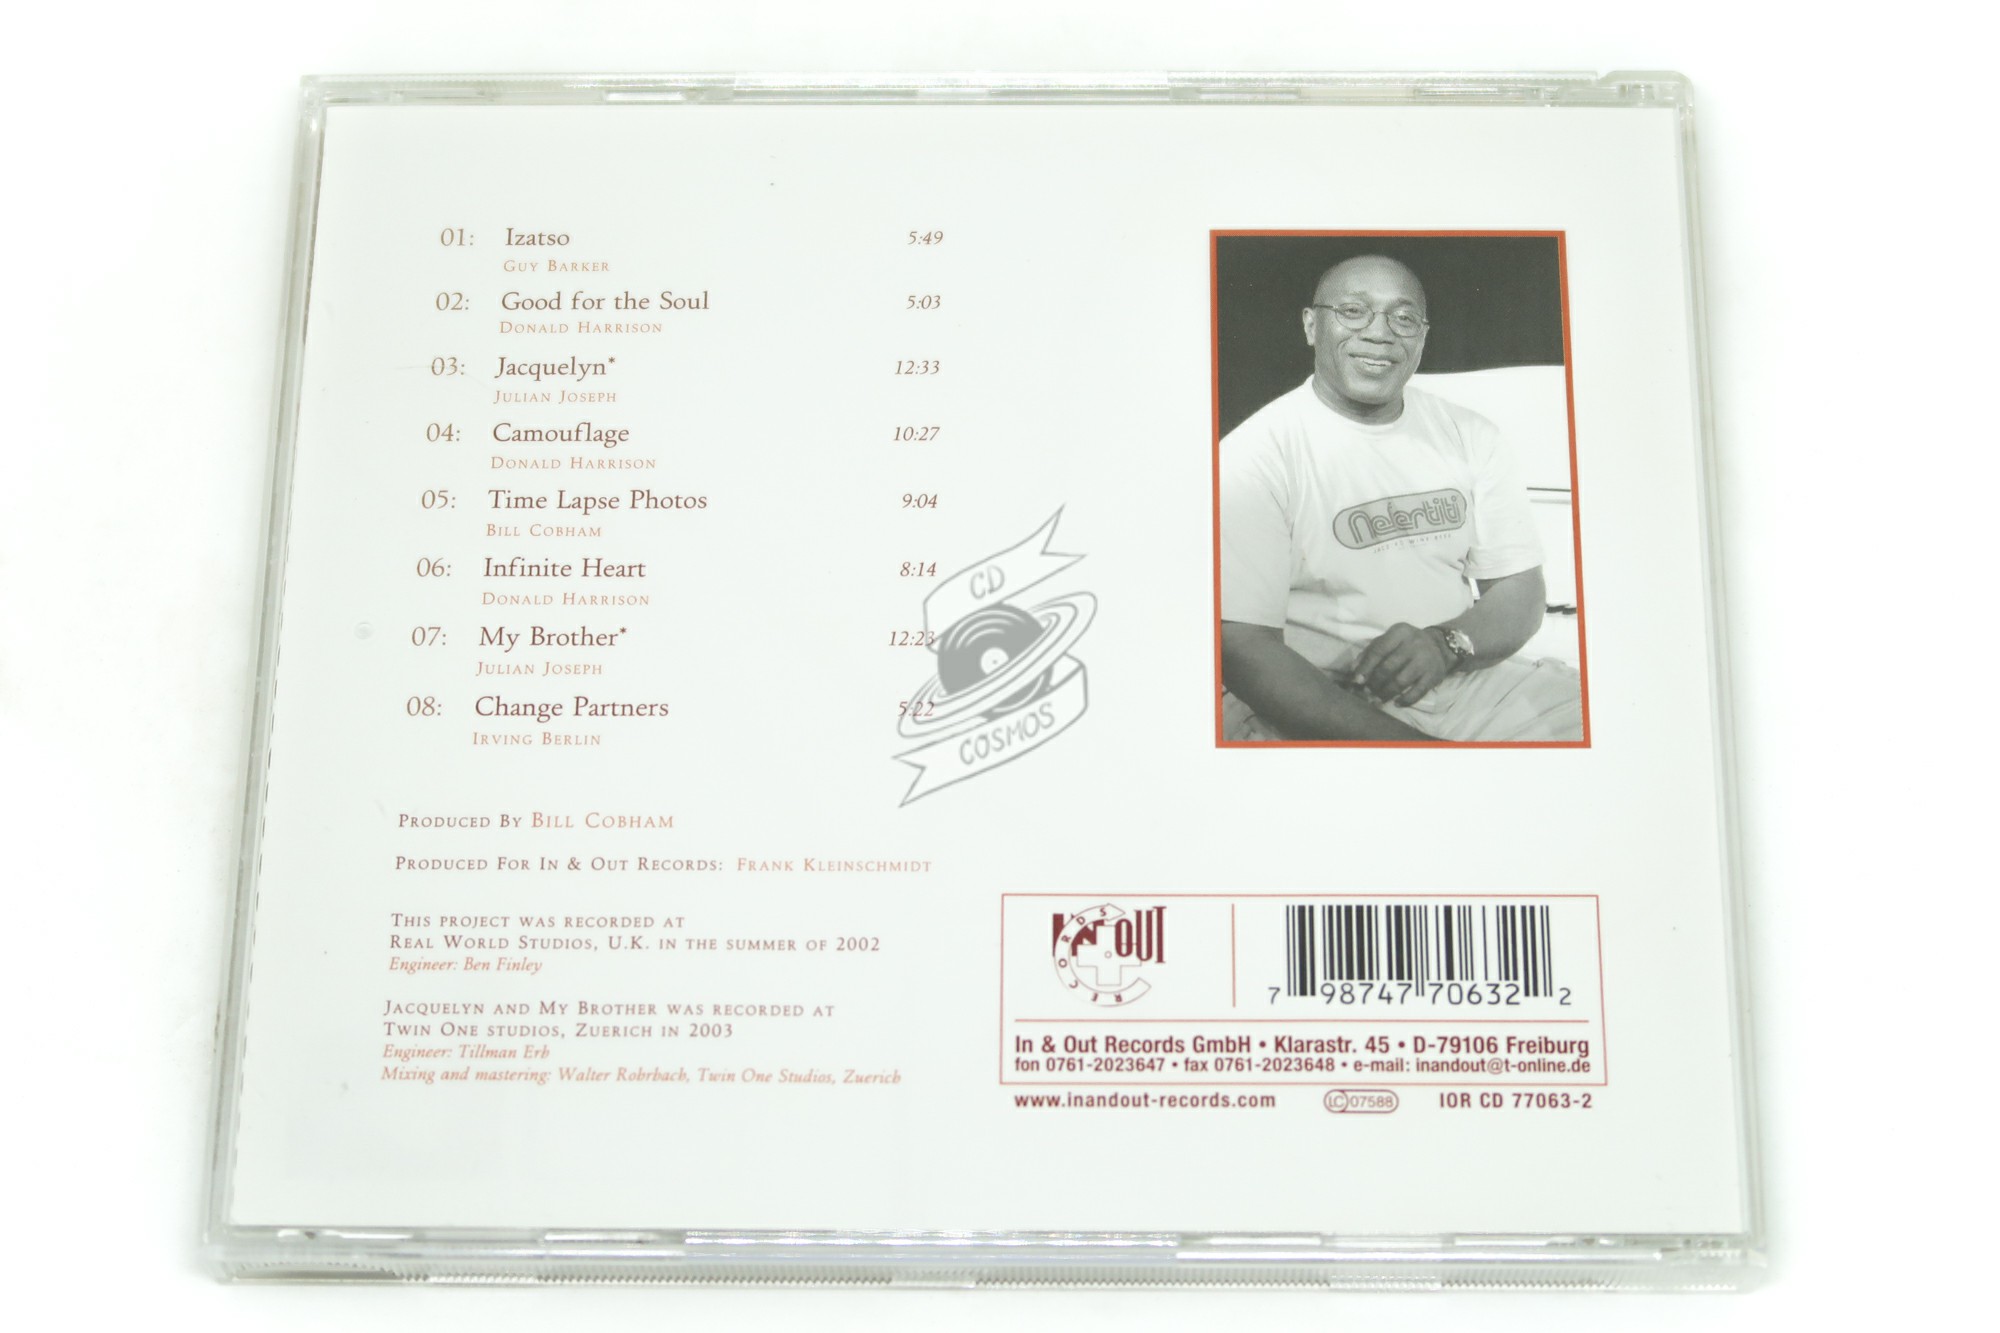 01: Izatso 5:49
Guy Barker
02: Good for the Soul 5:03
Donald Harrison
03: Jacquelyn* 12:33
Julian Joseph
04: Camouflage 10:27
Donald Harrison
05: Time Lapse Photos 9:04
Bill Cobham
06: Infinite Heart 8:14
Donald Harrison
07: My Brother* 12:23
Julian Joseph
08: Change Partners 5:22
Irving Berlin
Produced By Bill Cobham
Produced For In & Out Records: Frank Kleinschmidt
This project was recorded at
Real World Studios, U.K. in the summer of 2002
Engineer: Ben Finley
Jacquelyn and My Brother was recorded at
Twin One studios, Zuerich in 2003
Engineer: Tillman Erb
Mixing and mastering: Walter Rohrbach, Twin One Studios, Zuerich
Nefertiti
CD
COSMOS
IN OUT
RECORDS
7 98747 70632 2
In & Out Records GmbH • Klarastr. 45 • D-79106 Freiburg
fon 0761-2023647 • fax 0761-2023648 • e-mail: inandout@t-online.de
www.inandout-records.com LC 07588 IOR CD 77063-2